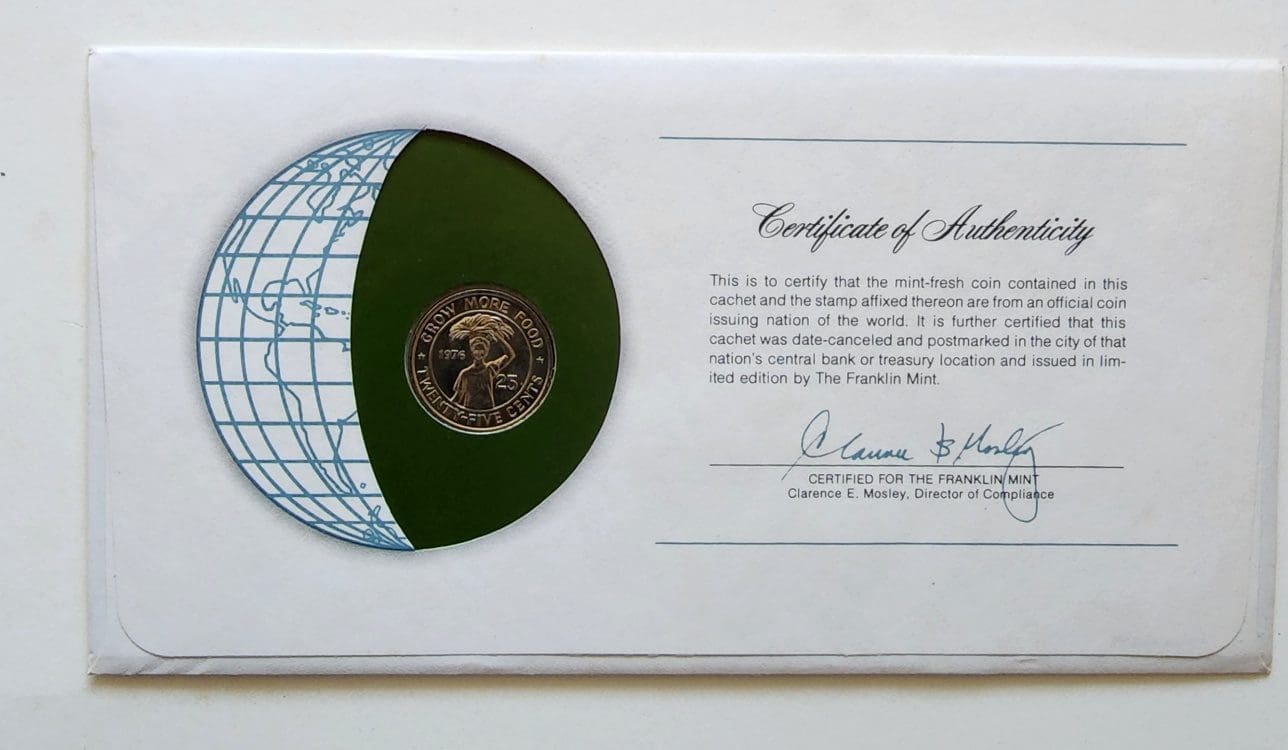 GROW MORE FOOD
1976
25
TWENTY-FIVE CENTS
Certificate of Authenticity
This is to certify that the mint-fresh coin contained in this
cachet and the stamp affixed thereon are from an official coin
issuing nation of the world. It is further certified that this
cachet was date-canceled and postmarked in the city of that
nation's central bank or treasury location and issued in lim-
ited edition by The Franklin Mint.
Clarence E Mosley
CERTIFIED FOR THE FRANKLIN MINT
Clarence E. Mosley, Director of Compliance